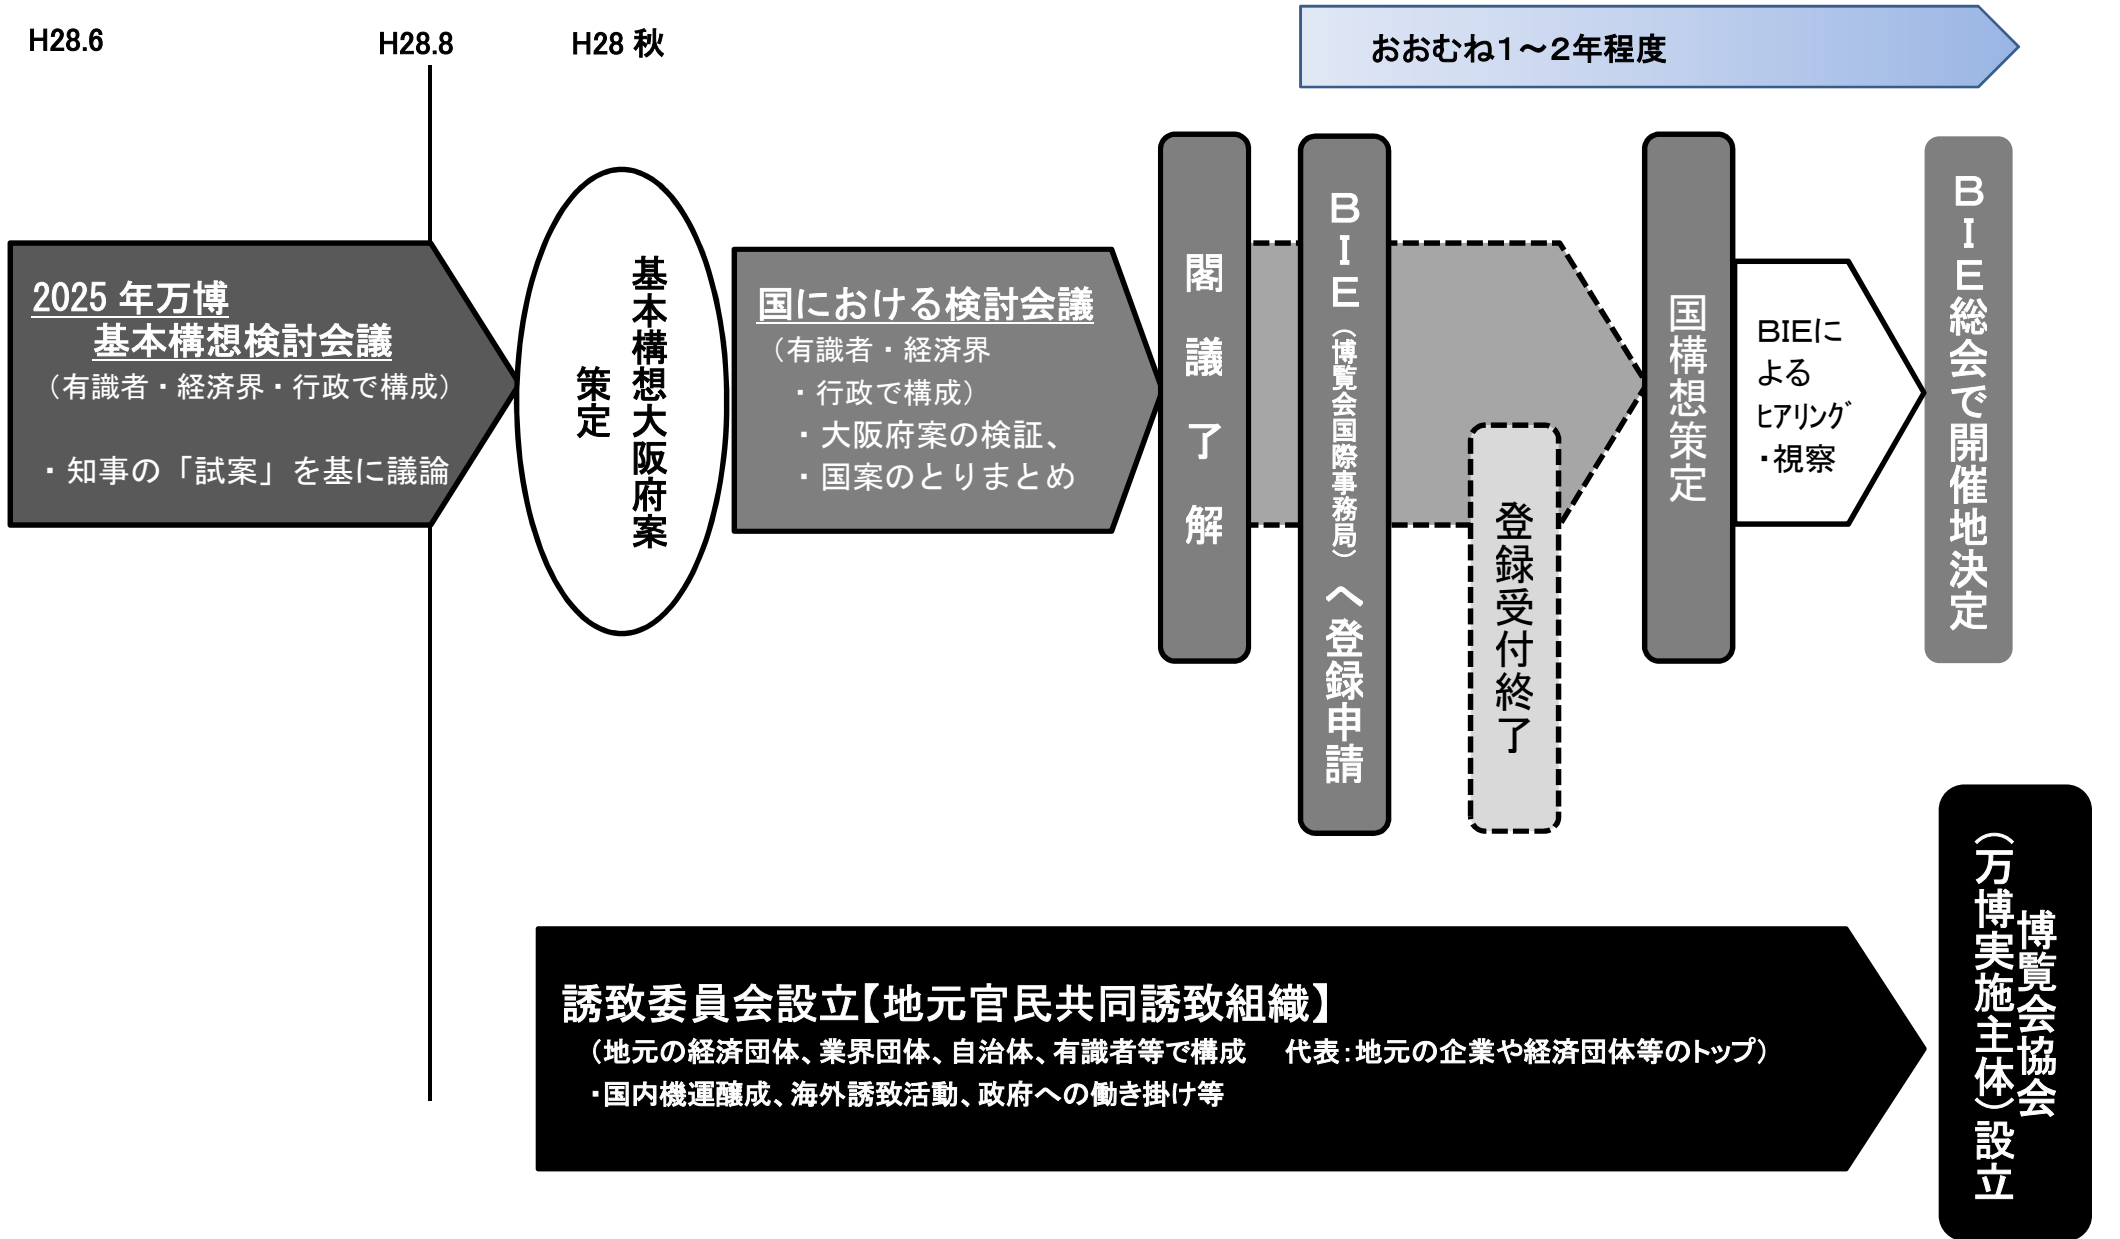 H28.6
H28.8
H28 秋
おおむね１～２年程度
2025 年万博
基本構想検討会議
（有識者・経済界・行政で構成）
・知事の「試案」を基に議論
基本構想大阪府案
策定
国における検討会議
（有識者・経済界
・行政で構成）
・大阪府案の検証、
・国案のとりまとめ
閣議了解
ＢＩＥ（博覧会国際事務局）へ登録申請
登録受付終了
国構想策定
BIEに
よる
ﾋｱﾘﾝｸﾞ
・視察
ＢＩＥ総会で開催地決定
誘致委員会設立【地元官民共同誘致組織】
（地元の経済団体、業界団体、自治体、有識者等で構成　代表：地元の企業や経済団体等のトップ）
・国内機運醸成、海外誘致活動、政府への働き掛け等
博覧会協会
（万博実施主体）設立